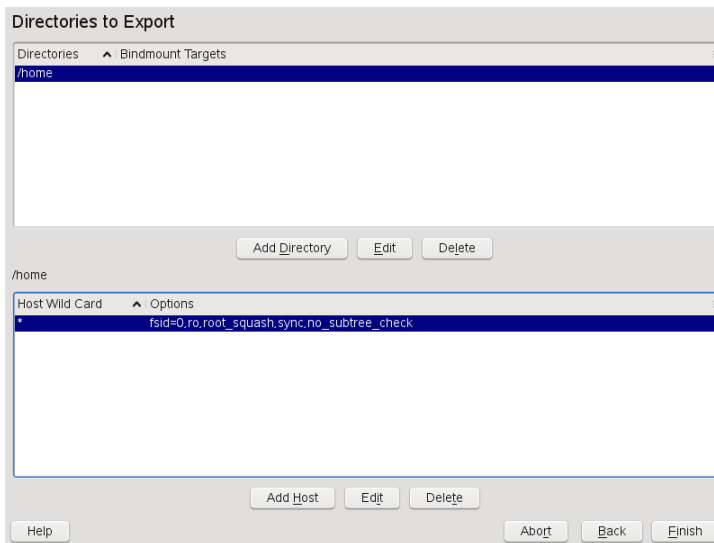 Directories to Export
Directories Bindmount Targets
/home
Add Directory Edit Delete
/home
Host Wild Card Options
* fsid=0,ro,root_squash,sync,no_subtree_check
Add Host Edit Delete
Help Abort Back Finish